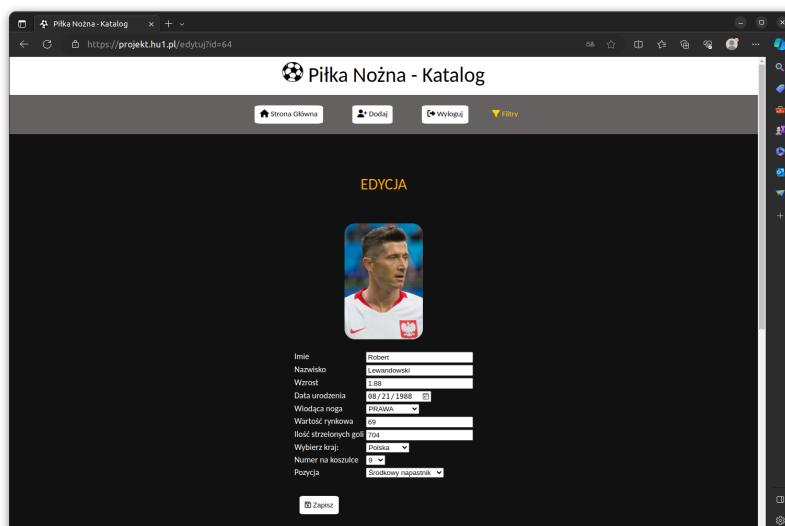 Piłka Nożna - Katalog
https://projekt.hu1.pl/edytuj?id=64
Piłka Nożna - Katalog
Strona Główna Dodaj Wyloguj Filtry
EDYCJA
Imie Robert
Nazwisko Lewandowski
Wzrost 1.88
Data urodzenia 08/21/1988
Wiodąca noga PRAWA
Wartość rynkowa 69
Ilość strzelonych goli 704
Wybierz kraj: Polska
Numer na koszulce 9
Pozycja Środkowy napastnik
Zapisz